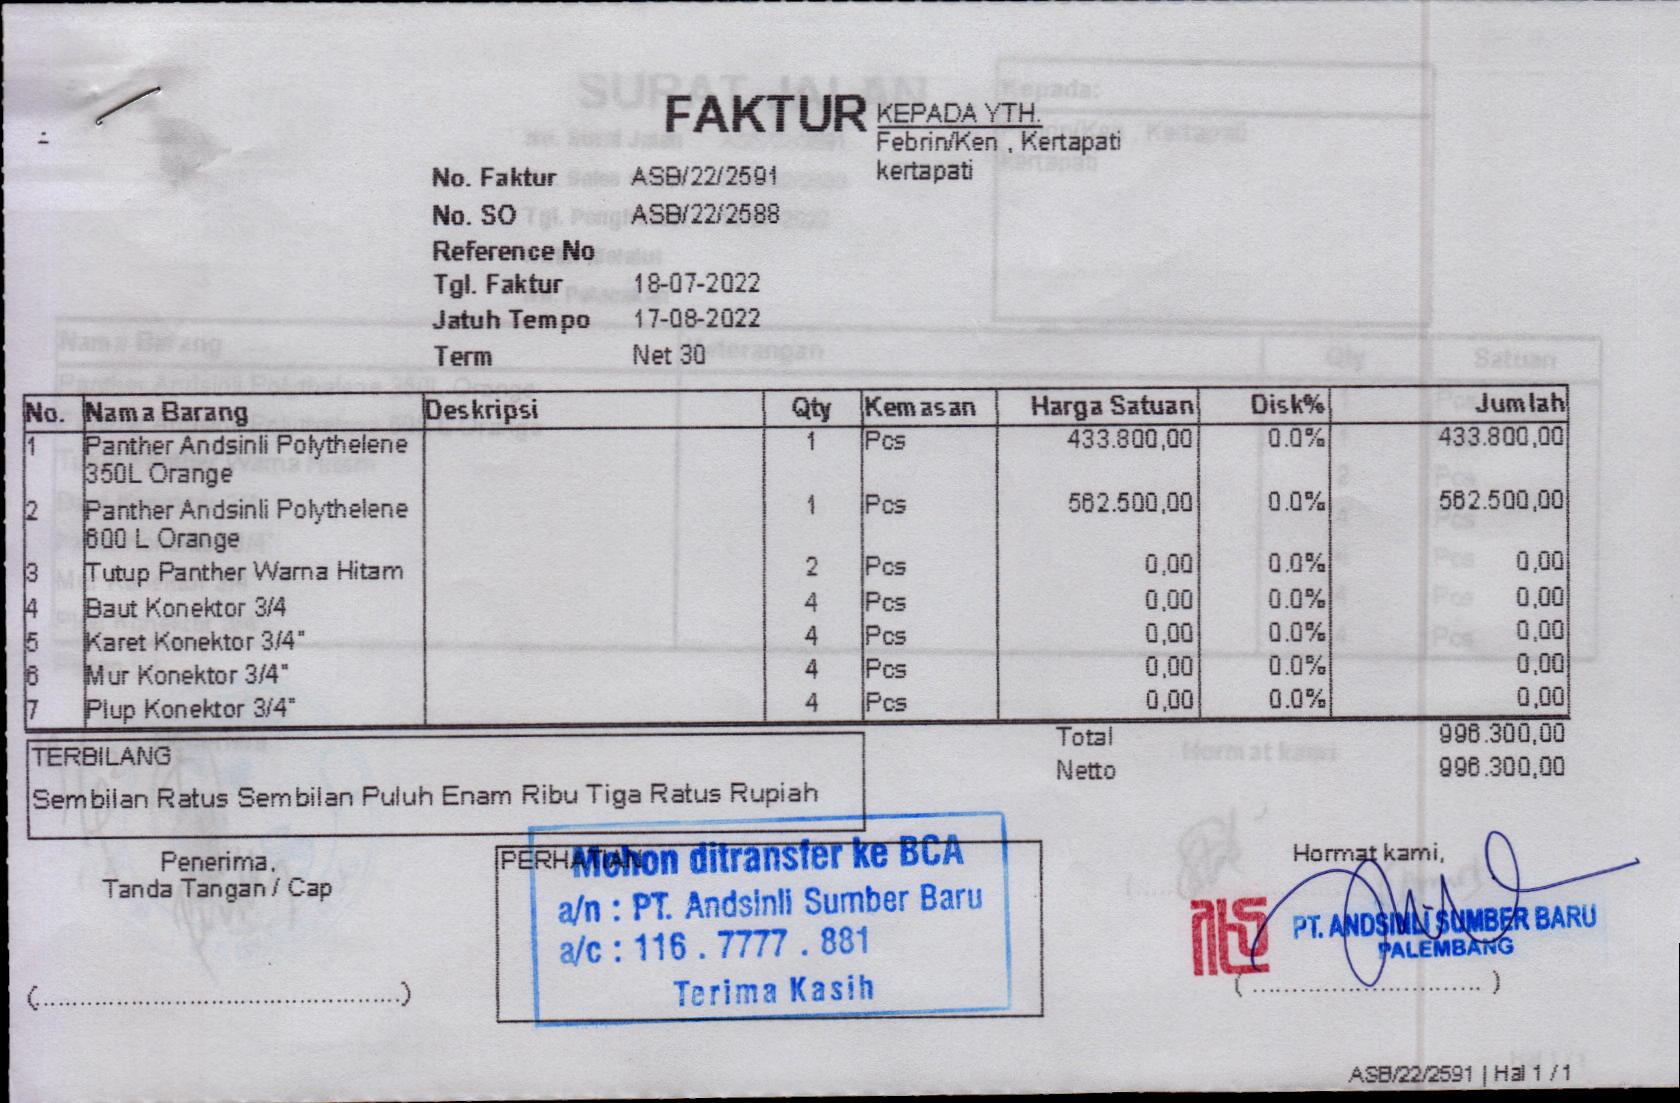 FAKTUR
KEPADA YTH.
Febrin/Ken , Kertapati
kertapati
No. Faktur ASB/22/2591
No. SO ASB/22/2588
Reference No
Tgl. Faktur 18-07-2022
Jatuh Tempo 17-08-2022
Term Net 30
No. Nama Barang Deskripsi Qty Kemasan Harga Satuan Disk% Jumlah
1 Panther Andsinli Polythelene 1 Pcs 433.800,00 0.0% 433.800,00
350L Orange
2 Panther Andsinli Polythelene 1 Pcs 562.500,00 0.0% 562.500,00
600 L Orange
3 Tutup Panther Warna Hitam 2 Pcs 0,00 0.0% 0,00
4 Baut Konektor 3/4 4 Pcs 0,00 0.0% 0,00
5 Karet Konektor 3/4" 4 Pcs 0,00 0.0% 0,00
6 Mur Konektor 3/4" 4 Pcs 0,00 0.0% 0,00
7 Plup Konektor 3/4" 4 Pcs 0,00 0.0% 0,00
Total 996.300,00
Netto 996.300,00
TERBILANG
Sembilan Ratus Sembilan Puluh Enam Ribu Tiga Ratus Rupiah
Penerima,
Tanda Tangan / Cap
(..................................................)
PERHATIAN
Mohon ditransfer ke BCA
a/n : PT. Andsinli Sumber Baru
a/c : 116 . 7777 . 881
Terima Kasih
Hormat kami,
PT. ANDSINLI SUMBER BARU
PALEMBANG
( ............................. )
ASB/22/2591 | Hal 1 / 1